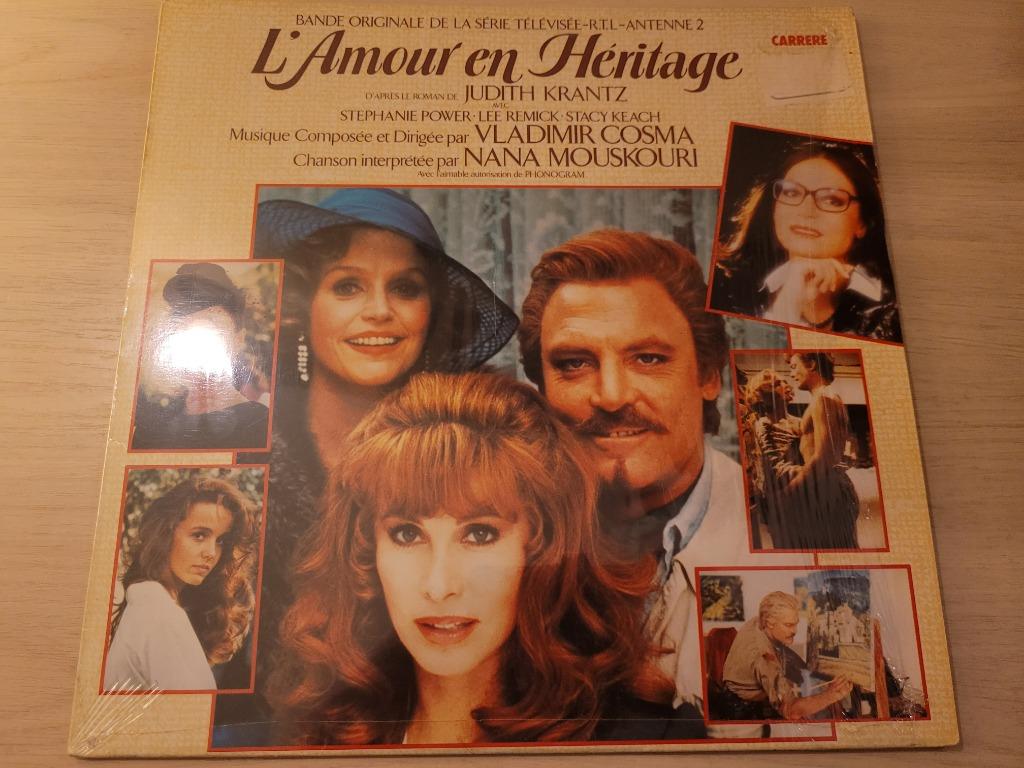 BANDE ORIGINALE DE LA SÉRIE TÉLÉVISÉE-R.T.L-ANTENNE 2
L'Amour en Héritage
CARRERE
D'APRÈS LE ROMAN DE JUDITH KRANTZ
AVEC
STEPHANIE POWER · LEE REMICK · STACY KEACH
Musique Composée et Dirigée par VLADIMIR COSMA
Chanson interprétée par NANA MOUSKOURI
Avec l'aimable autorisation de PHONOGRAM